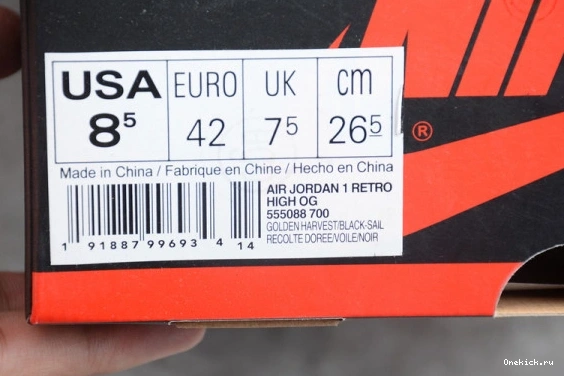 USA EURO UK cm
8⁵ 42 7⁵ 26⁵
Made in China / Fabrique en Chine / Hecho en China
AIR JORDAN 1 RETRO
HIGH OG
555088 700
GOLDEN HARVEST/BLACK-SAIL
RECOLTE DOREE/VOILE/NOIR
1 91887 99693 4 14
®
Onekick.ru